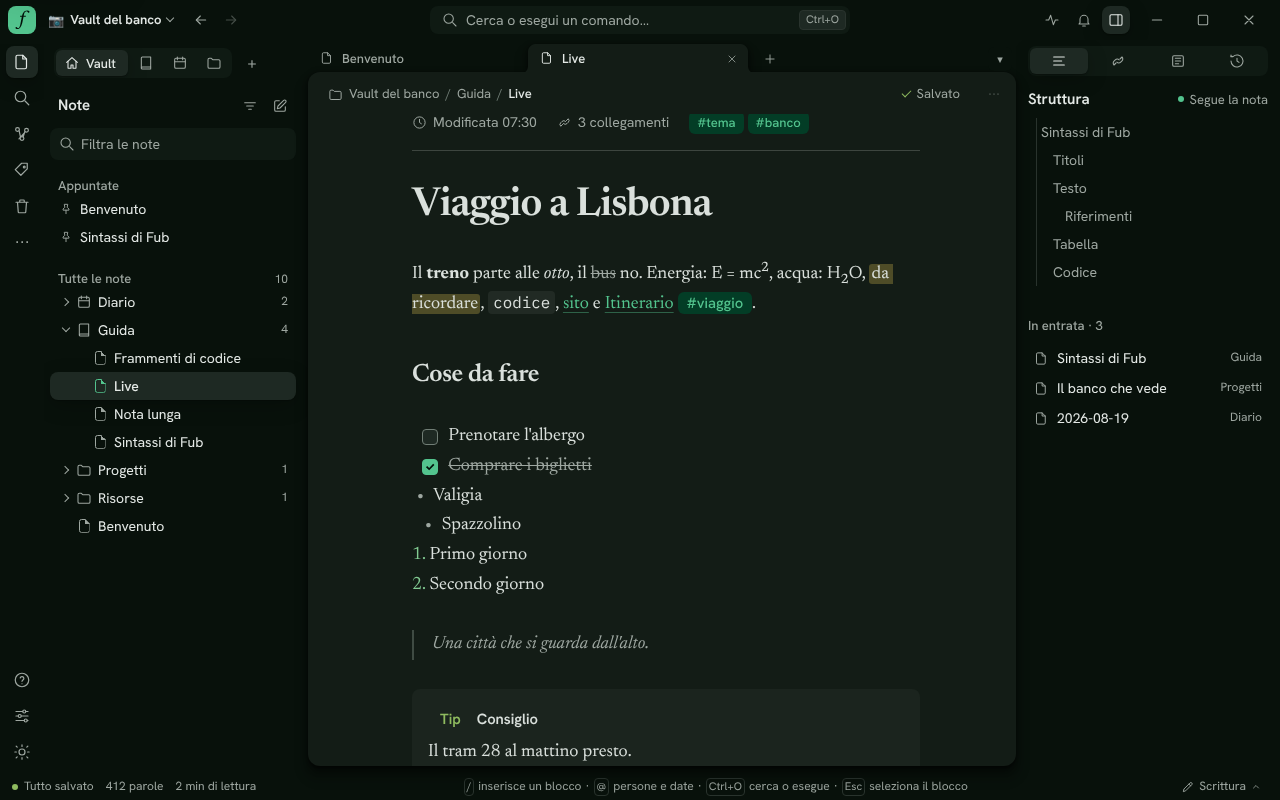 f Vault del banco
Cerca o esegui un comando...
Ctrl+O
Vault
Benvenuto
Live
Note
Filtra le note
Appuntate
Benvenuto
Sintassi di Fub
Tutte le note 10
Diario 2
Guida 4
Frammenti di codice
Live
Nota lunga
Sintassi di Fub
Progetti 1
Risorse 1
Benvenuto
Vault del banco / Guida / Live
Salvato
Modificata 07:30 3 collegamenti #tema #banco
Viaggio a Lisbona
Il treno parte alle otto, il bus no. Energia: E = mc², acqua: H₂O, da
ricordare, codice, sito e Itinerario #viaggio.
Cose da fare
Prenotare l'albergo
Comprare i biglietti
• Valigia
• Spazzolino
1. Primo giorno
2. Secondo giorno
Una città che si guarda dall'alto.
Tip Consiglio
Il tram 28 al mattino presto.
Struttura
Segue la nota
Sintassi di Fub
Titoli
Testo
Riferimenti
Tabella
Codice
In entrata · 3
Sintassi di Fub Guida
Il banco che vede Progetti
2026-08-19 Diario
Tutto salvato 412 parole 2 min di lettura
/ inserisce un blocco · @ persone e date · Ctrl+O cerca o esegue · Esc seleziona il blocco
Scrittura